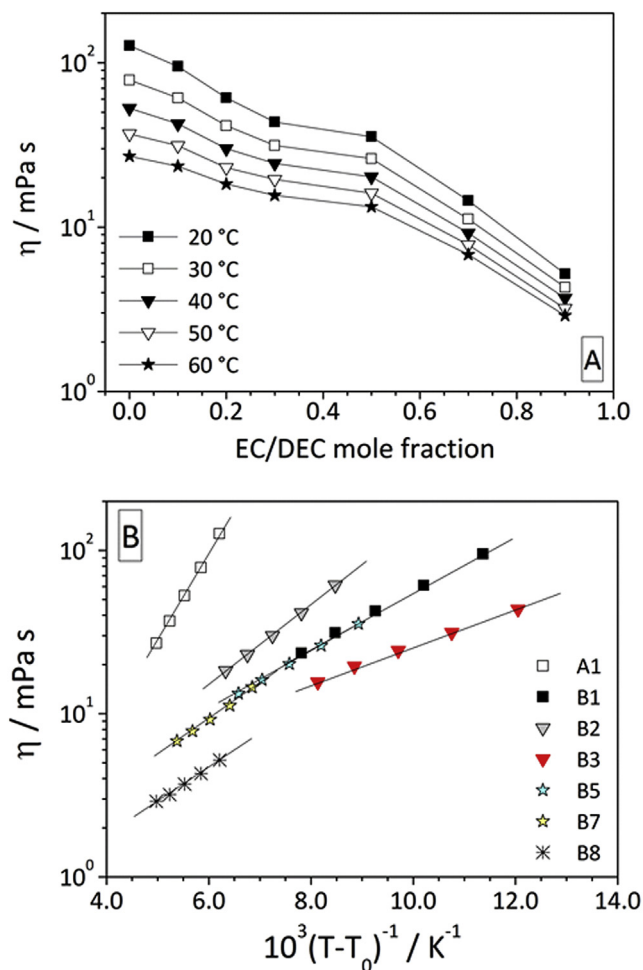 10²
10¹
10⁰
η / mPa s
20 °C
30 °C
40 °C
50 °C
60 °C
A
0.0 0.2 0.4 0.6 0.8 1.0
EC/DEC mole fraction
B
10²
10¹
10⁰
η / mPa s
A1
B1
B2
B3
B5
B7
B8
4.0 6.0 8.0 10.0 12.0 14.0
10³(T-T₀)⁻¹ / K⁻¹